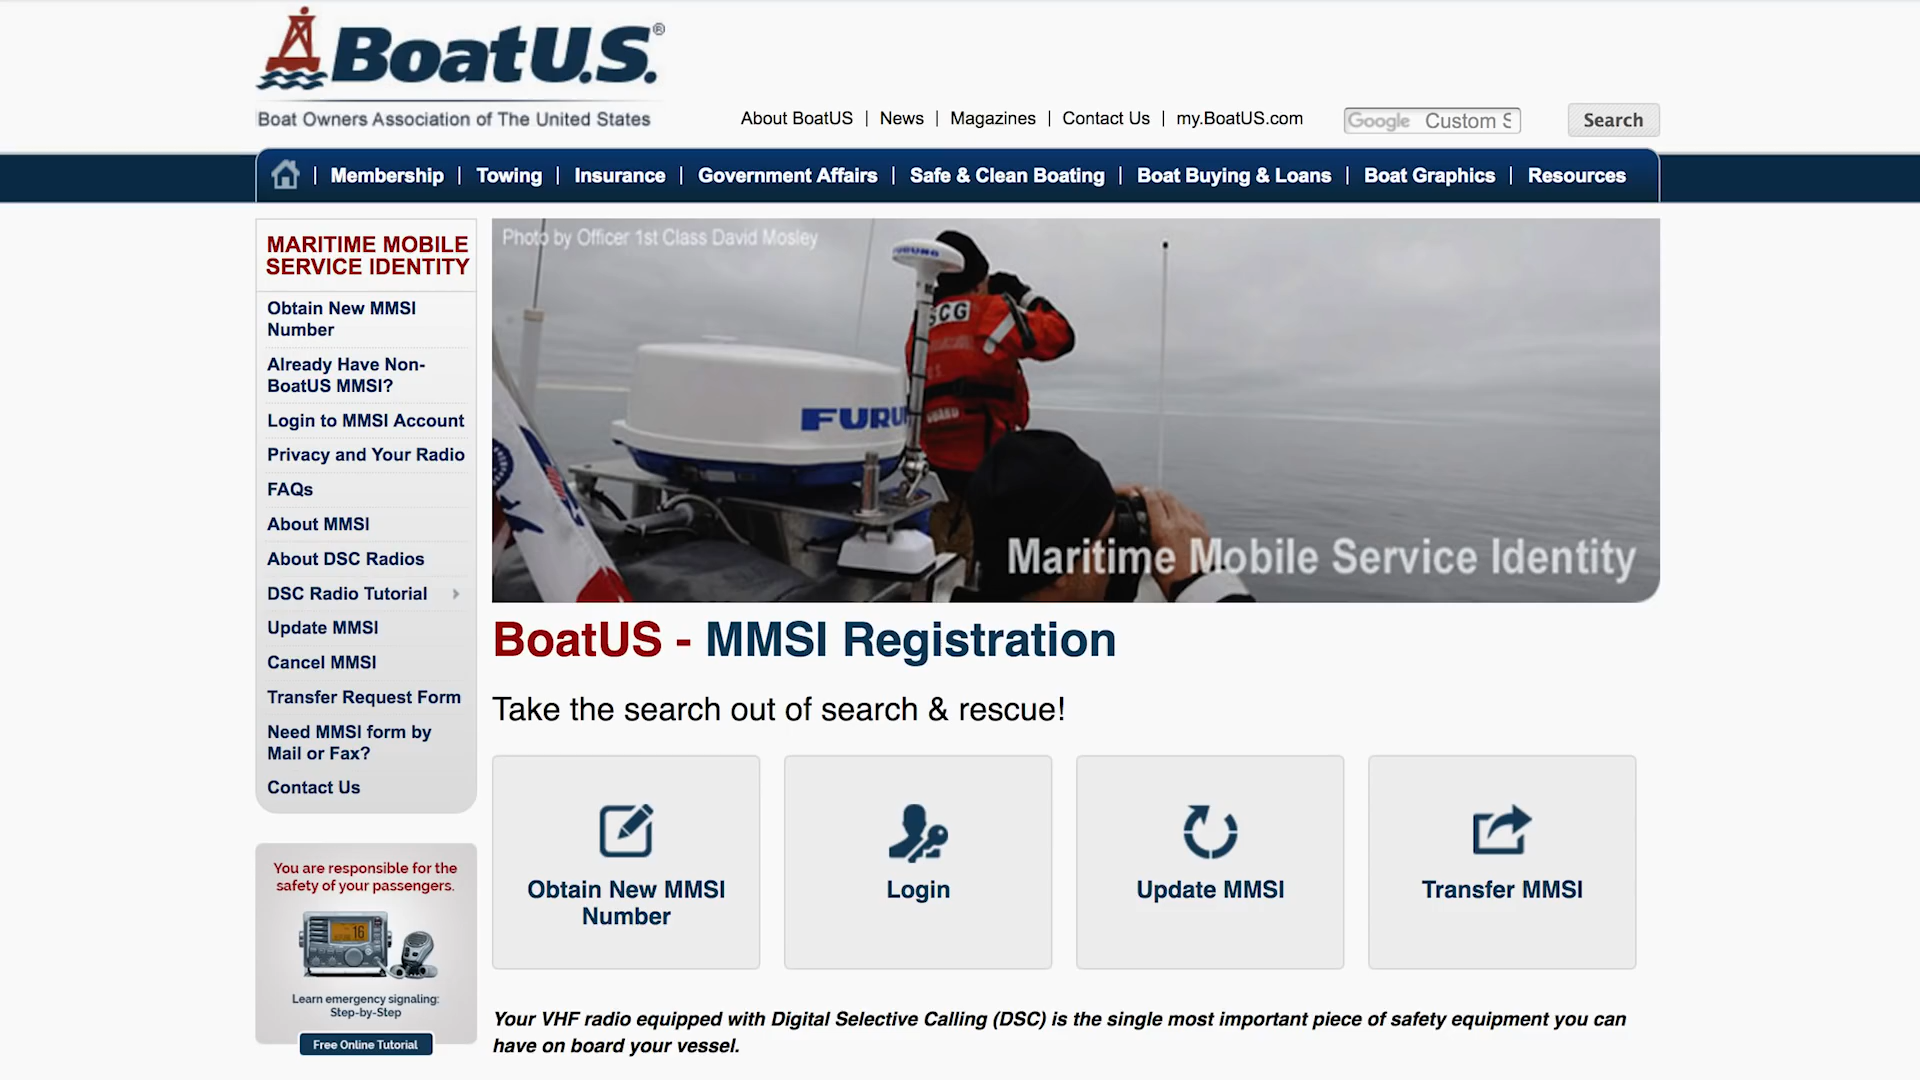 BoatU.S.®
Boat Owners Association of The United States
About BoatUS | News | Magazines | Contact Us | my.BoatUS.com
Google Custom S
Search
| Membership | Towing | Insurance | Government Affairs | Safe & Clean Boating | Boat Buying & Loans | Boat Graphics | Resources
MARITIME MOBILE
SERVICE IDENTITY
Obtain New MMSI
Number
Already Have Non-
BoatUS MMSI?
Login to MMSI Account
Privacy and Your Radio
FAQs
About MMSI
About DSC Radios
DSC Radio Tutorial
Update MMSI
Cancel MMSI
Transfer Request Form
Need MMSI form by
Mail or Fax?
Contact Us
You are responsible for the
safety of your passengers.
16
Learn emergency signaling:
Step-by-Step
Free Online Tutorial
Photo by Officer 1st Class David Mosley
FURUNO
SCG
GUARD
FURU
Maritime Mobile Service Identity
BoatUS - MMSI Registration
Take the search out of search & rescue!
Obtain New MMSI
Number
Login
Update MMSI
Transfer MMSI
Your VHF radio equipped with Digital Selective Calling (DSC) is the single most important piece of safety equipment you can
have on board your vessel.